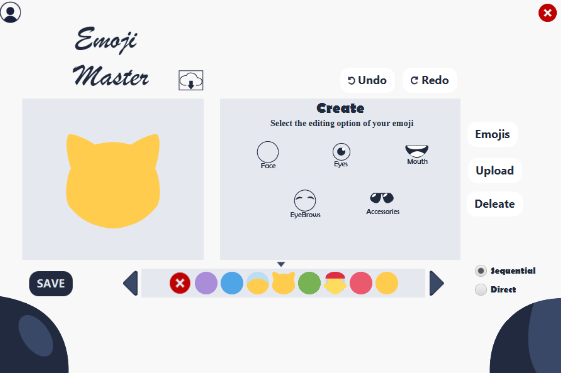 Emoji
Master
Undo
Redo
Create
Select the editing option of your emoji
Face
Eyes
Mouth
EyeBrows
Accessories
Emojis
Upload
Deleate
SAVE
Sequential
Direct